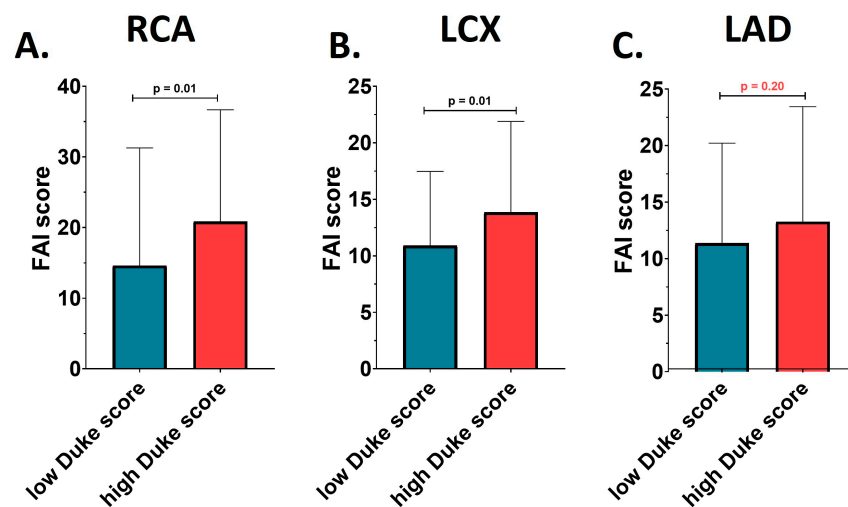 A.
RCA
FAI score
40
30
20
10
0
p = 0.01
low Duke score
high Duke score
B.
LCX
FAI score
25
20
15
10
5
0
p = 0.01
low Duke score
high Duke score
C.
LAD
FAI score
25
20
15
10
5
0
p = 0.20
low Duke score
high Duke score